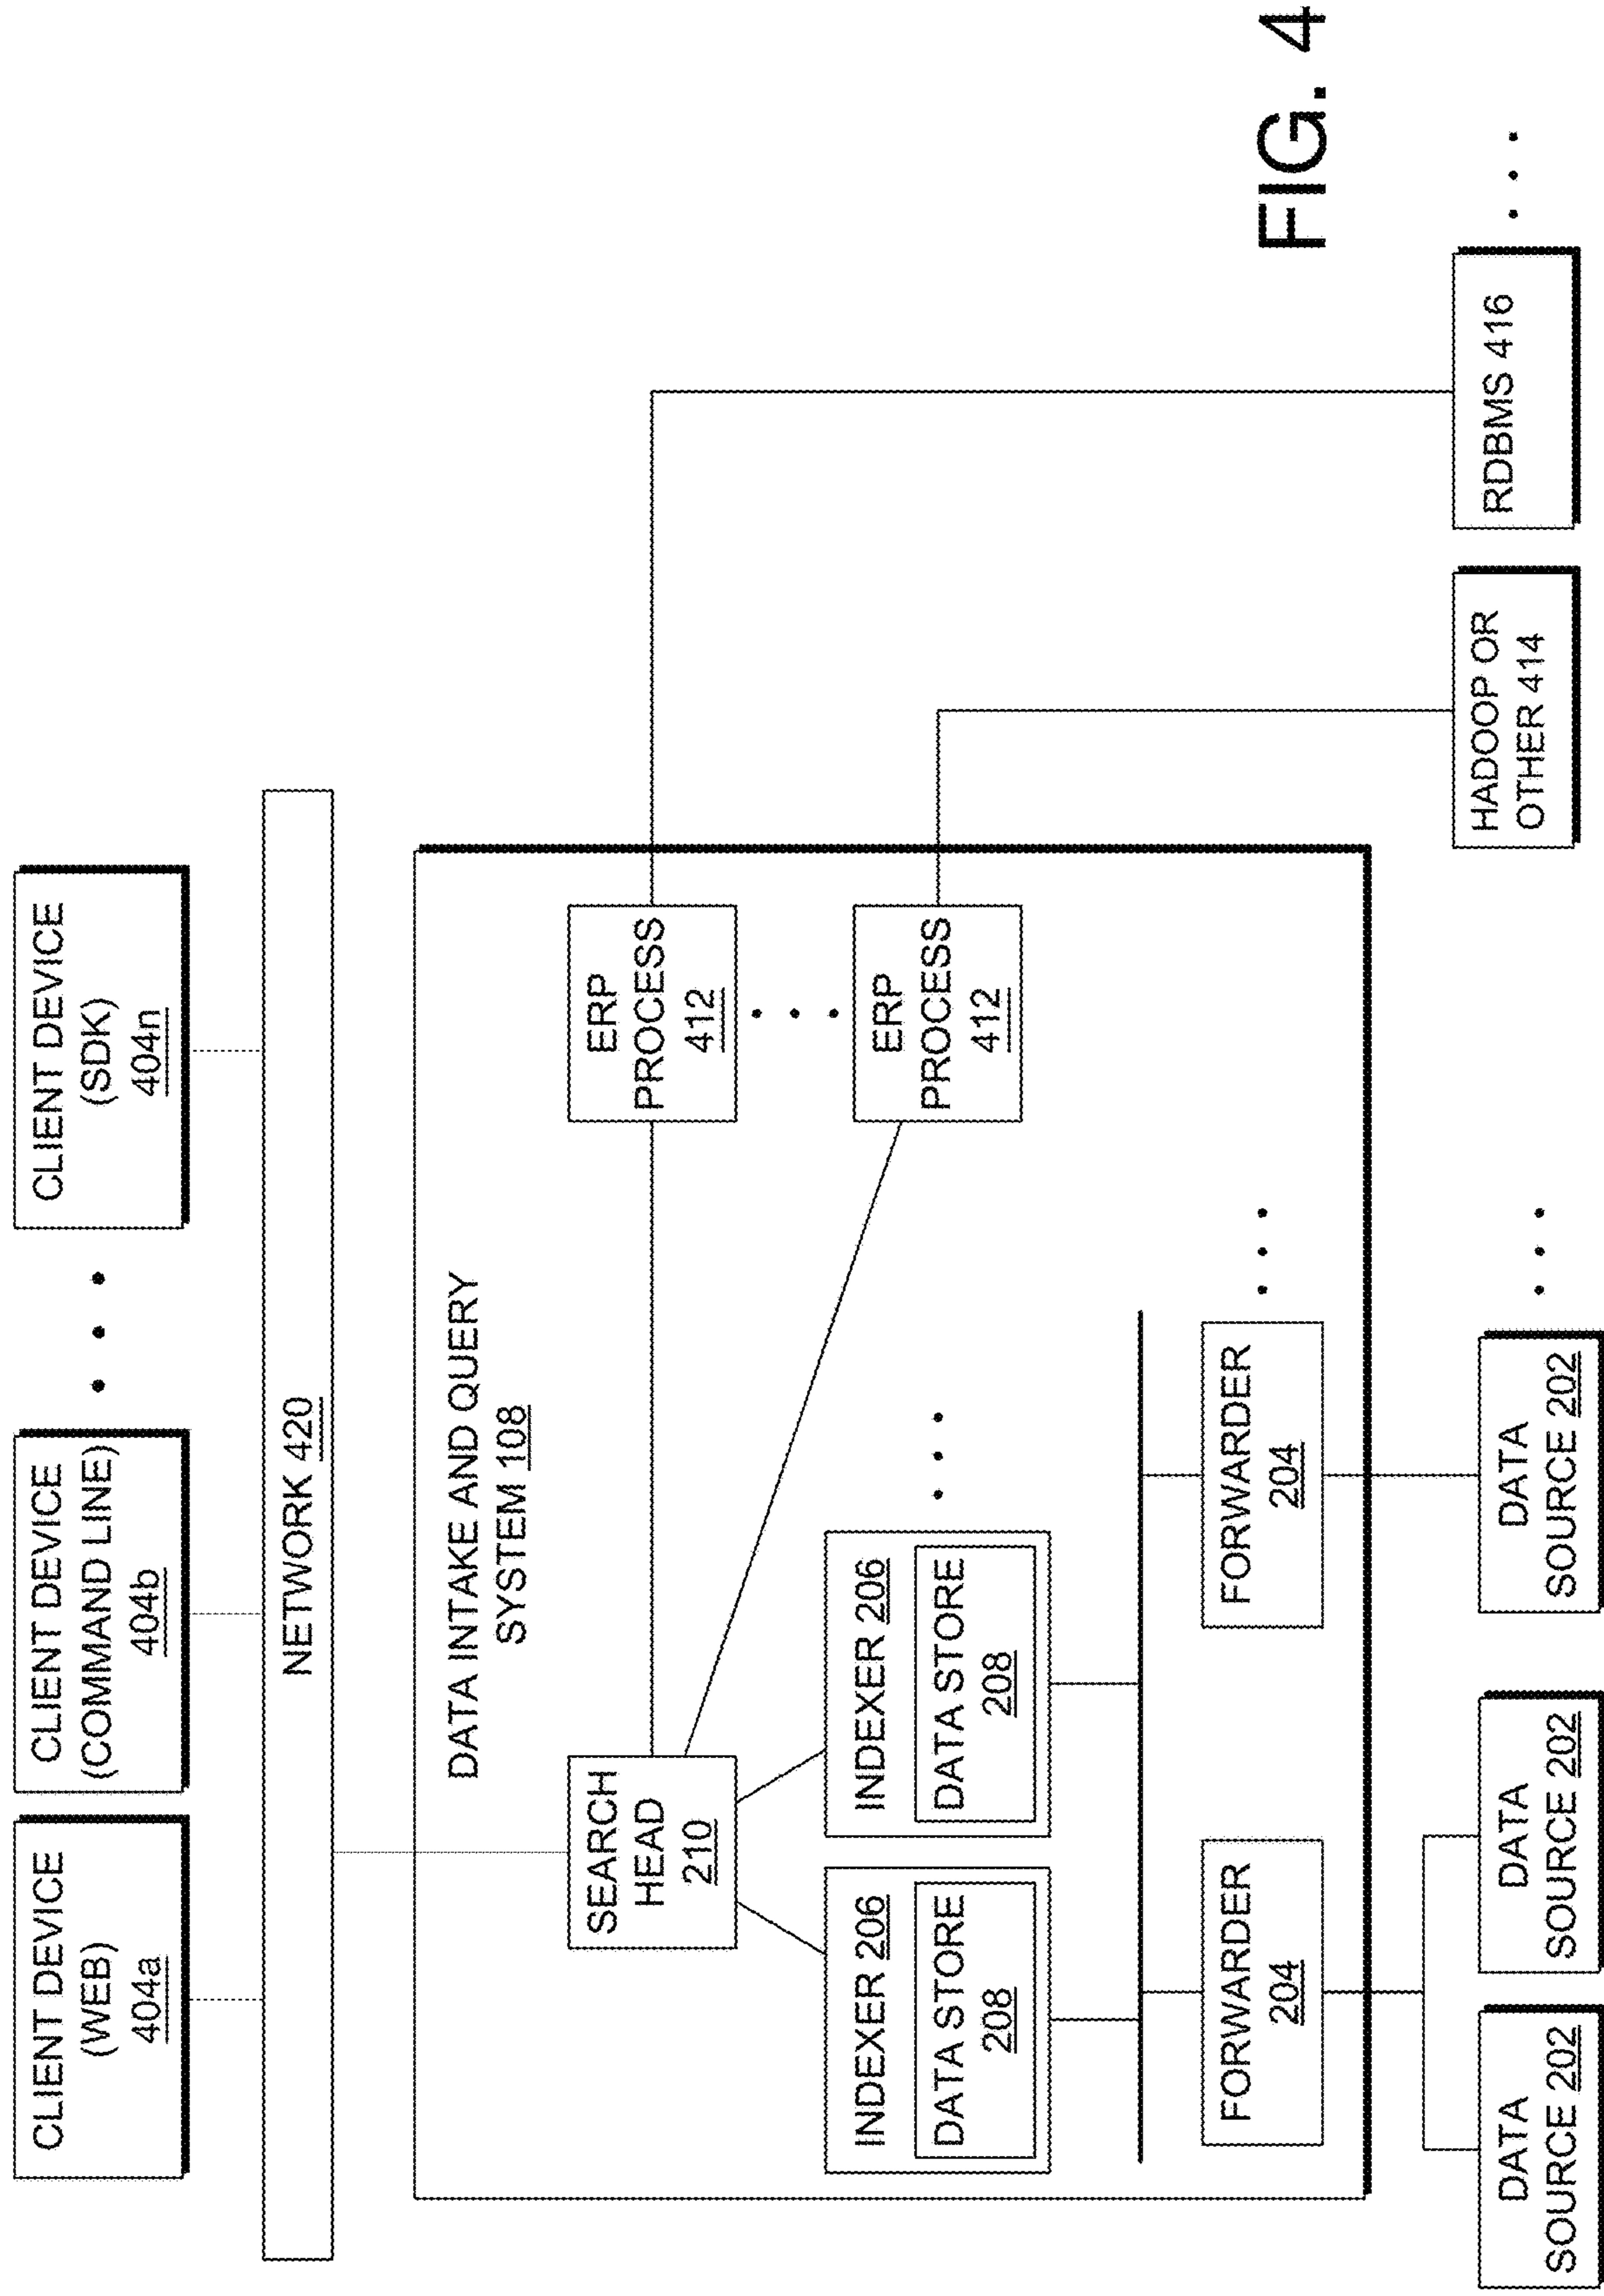 CLIENT DEVICE
(WEB)
404a
CLIENT DEVICE
(COMMAND LINE)
404b
CLIENT DEVICE
(SDK)
404n
NETWORK 420
DATA INTAKE AND QUERY
SYSTEM 108
SEARCH
HEAD
210
ERP
PROCESS
412
INDEXER 206
DATA STORE
208
INDEXER 206
DATA STORE
208
ERP
PROCESS
412
FORWARDER
204
FORWARDER
204
DATA
SOURCE 202
DATA
SOURCE 202
DATA
SOURCE 202
HADOOP OR
OTHER 414
RDBMS 416
FIG. 4